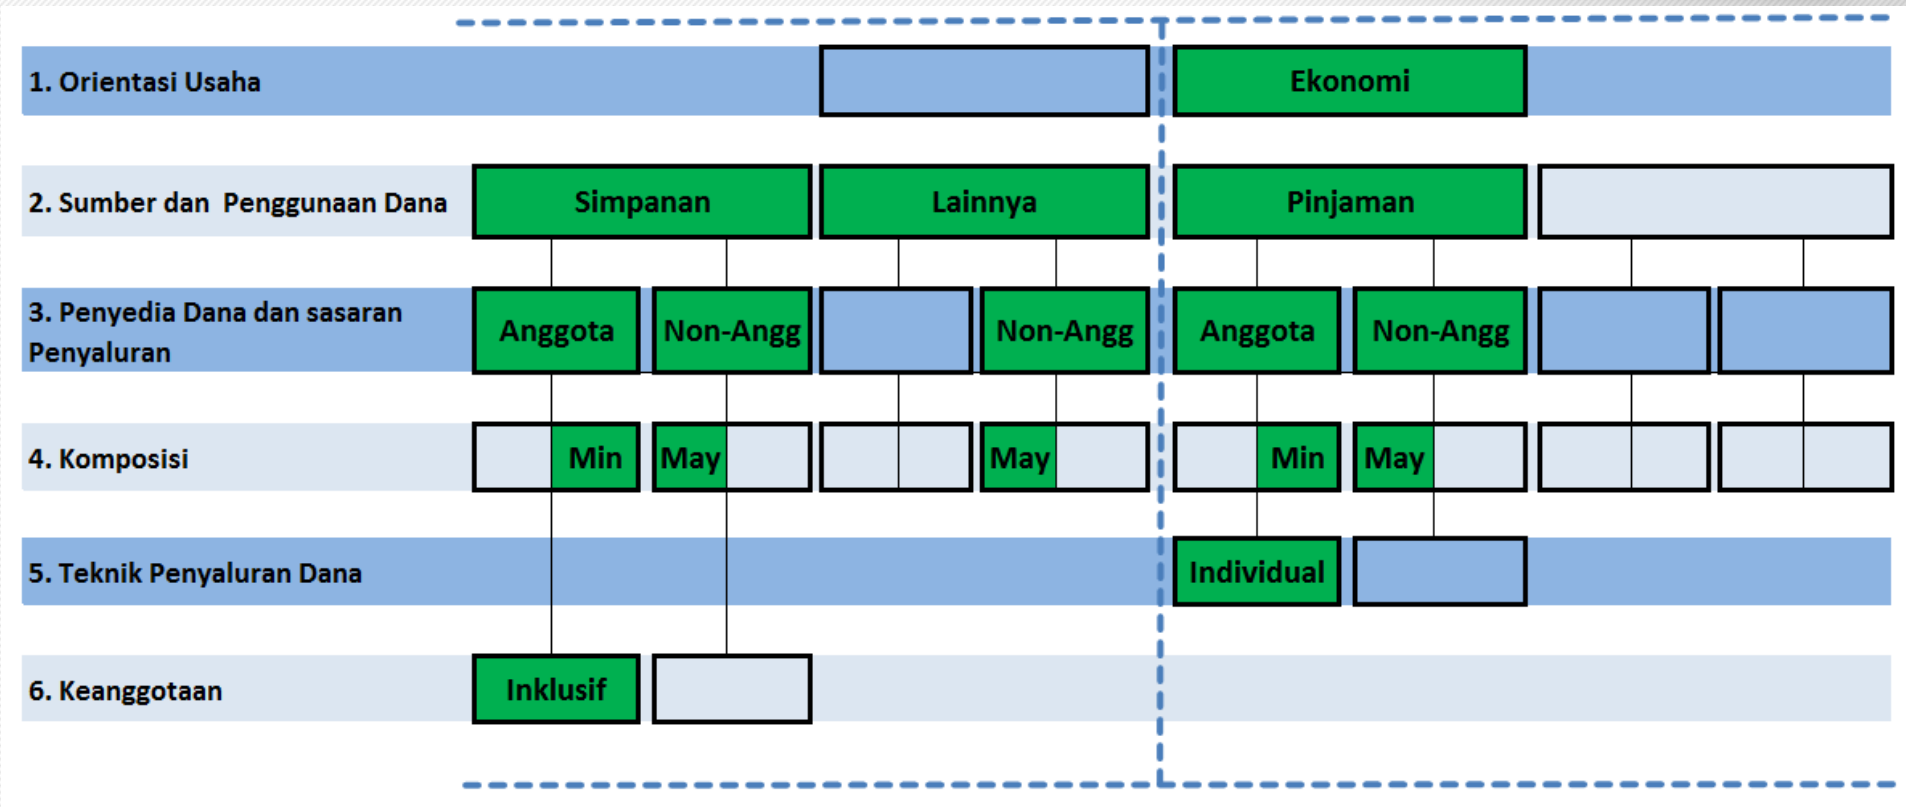 1. Orientasi Usaha
Ekonomi
2. Sumber dan Penggunaan Dana
Simpanan
Lainnya
Pinjaman
3. Penyedia Dana dan sasaran
Penyaluran
Anggota
Non-Angg
Non-Angg
Anggota
Non-Angg
4. Komposisi
Min
May
May
Min
May
5. Teknik Penyaluran Dana
Individual
6. Keanggotaan
Inklusif